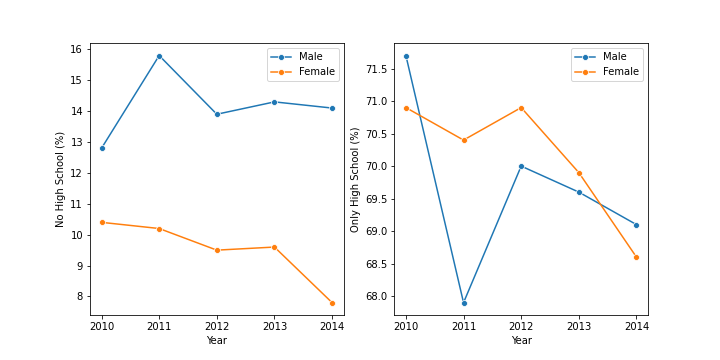 No High School (%)
16
15
14
13
12
11
10
9
8
Male
Female
2010 2011 2012 2013 2014
Year
Only High School (%)
71.5
71.0
70.5
70.0
69.5
69.0
68.5
68.0
Male
Female
2010 2011 2012 2013 2014
Year